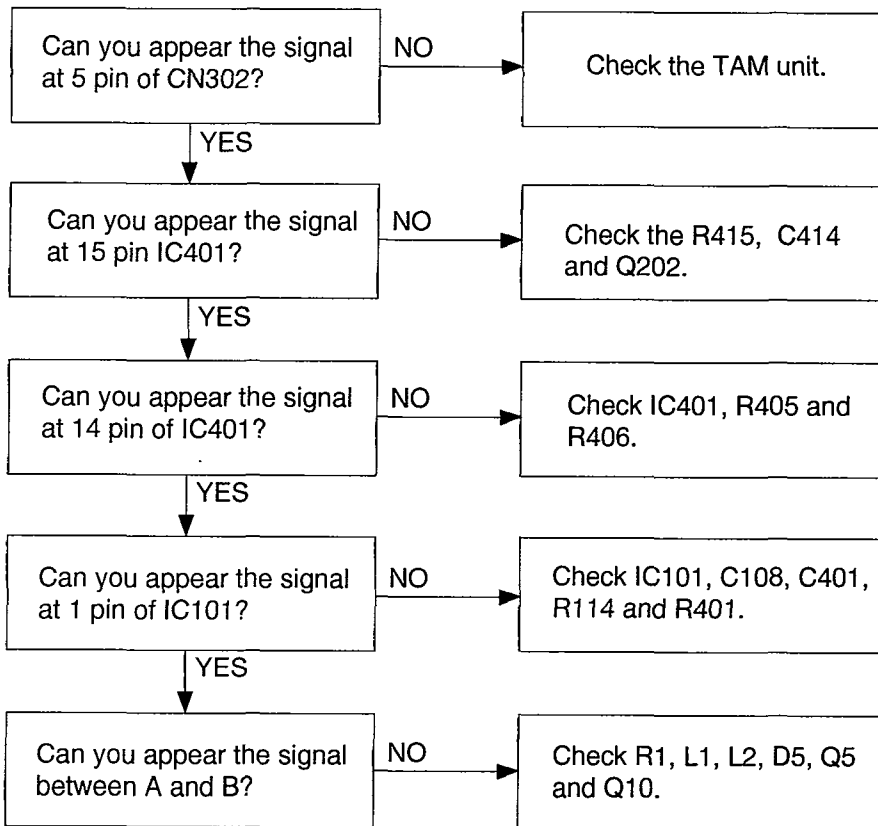 Can you appear the signal
at 5 pin of CN302?
NO
Check the TAM unit.
YES
Can you appear the signal
at 15 pin IC401?
NO
Check the R415, C414
and Q202.
YES
Can you appear the signal
at 14 pin of IC401?
NO
Check IC401, R405 and
R406.
YES
Can you appear the signal
at 1 pin of IC101?
NO
Check IC101, C108, C401,
R114 and R401.
YES
Can you appear the signal
between A and B?
NO
Check R1, L1, L2, D5, Q5
and Q10.